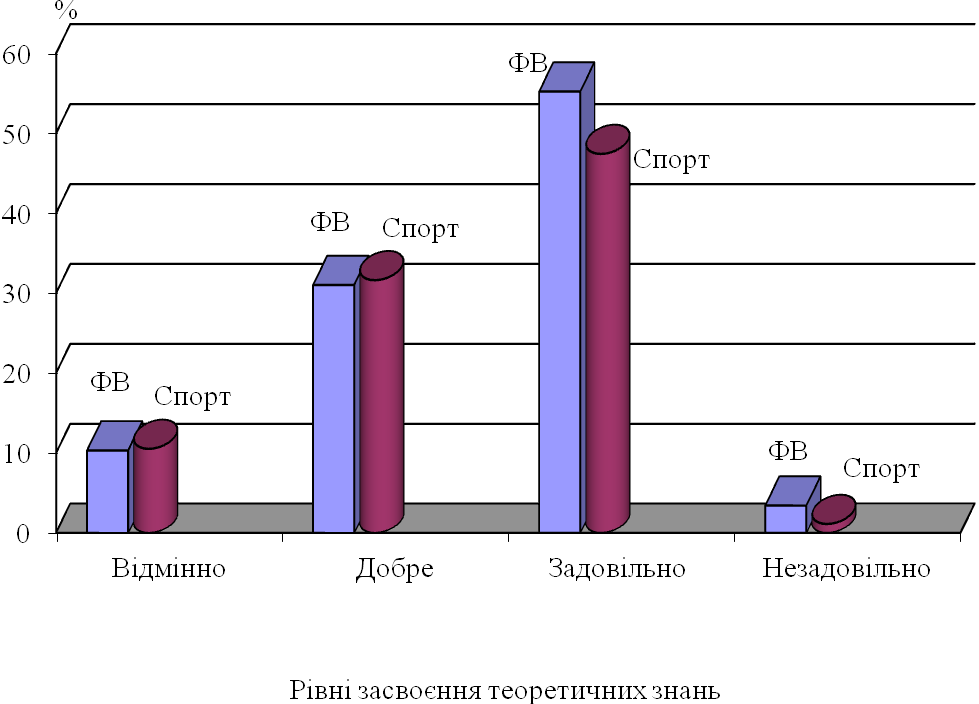 %
60
50
40
30
20
10
0
ФВ
Спорт
ФВ
Спорт
ФВ
Спорт
ФВ
Спорт
Відмінно Добре Задовільно Незадовільно
Рівні засвоєння теоретичних знань